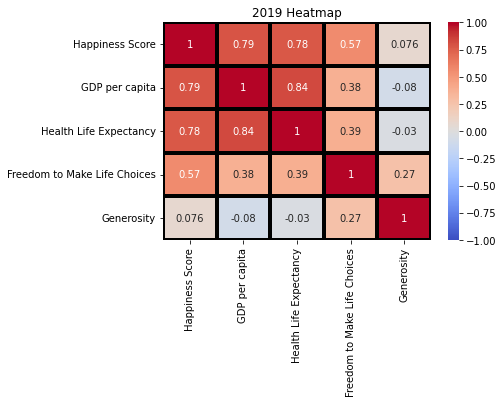 2019 Heatmap
Happiness Score 1 0.79 0.78 0.57 0.076
GDP per capita 0.79 1 0.84 0.38 -0.08
Health Life Expectancy 0.78 0.84 1 0.39 -0.03
Freedom to Make Life Choices 0.57 0.38 0.39 1 0.27
Generosity 0.076 -0.08 -0.03 0.27 1
Happiness Score
GDP per capita
Health Life Expectancy
Freedom to Make Life Choices
Generosity
1.00
0.75
0.50
0.25
0.00
−0.25
−0.50
−0.75
−1.00